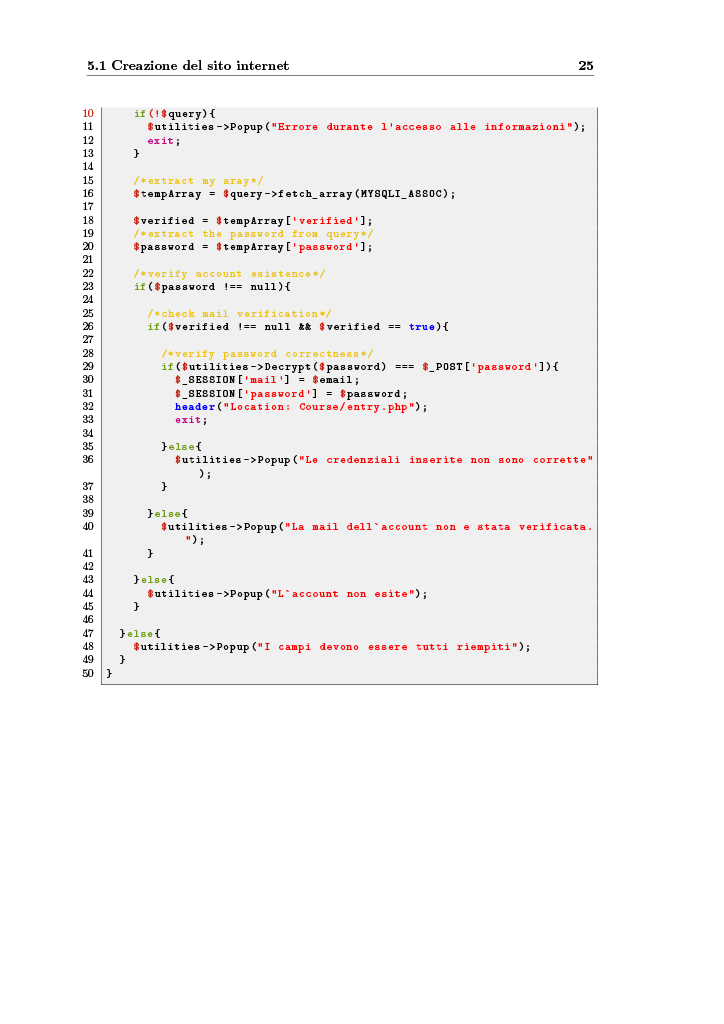 5.1 Creazione del sito internet 25
10 if(!$query){
11 $utilities->Popup("Errore durante l'accesso alle informazioni");
12 exit;
13 }
14
15 /*extract my aray*/
16 $tempArray = $query->fetch_array(MYSQLI_ASSOC);
17
18 $verified = $tempArray['verified'];
19 /*extract the password from query*/
20 $password = $tempArray['password'];
21
22 /*verify account esistence*/
23 if($password !== null){
24
25 /*check mail verification*/
26 if($verified !== null && $verified == true){
27
28 /*verify password correctness*/
29 if($utilities->Decrypt($password) === $_POST['password']){
30 $_SESSION['mail'] = $email;
31 $_SESSION['password'] = $password;
32 header("Location: Course/entry.php");
33 exit;
34
35 }else{
36 $utilities->Popup("Le credenziali inserite non sono corrette"
);
37 }
38
39 }else{
40 $utilities->Popup("La mail dell`account non e stata verificata.
");
41 }
42
43 }else{
44 $utilities->Popup("L`account non esite");
45 }
46
47 }else{
48 $utilities->Popup("I campi devono essere tutti riempiti");
49 }
50 }